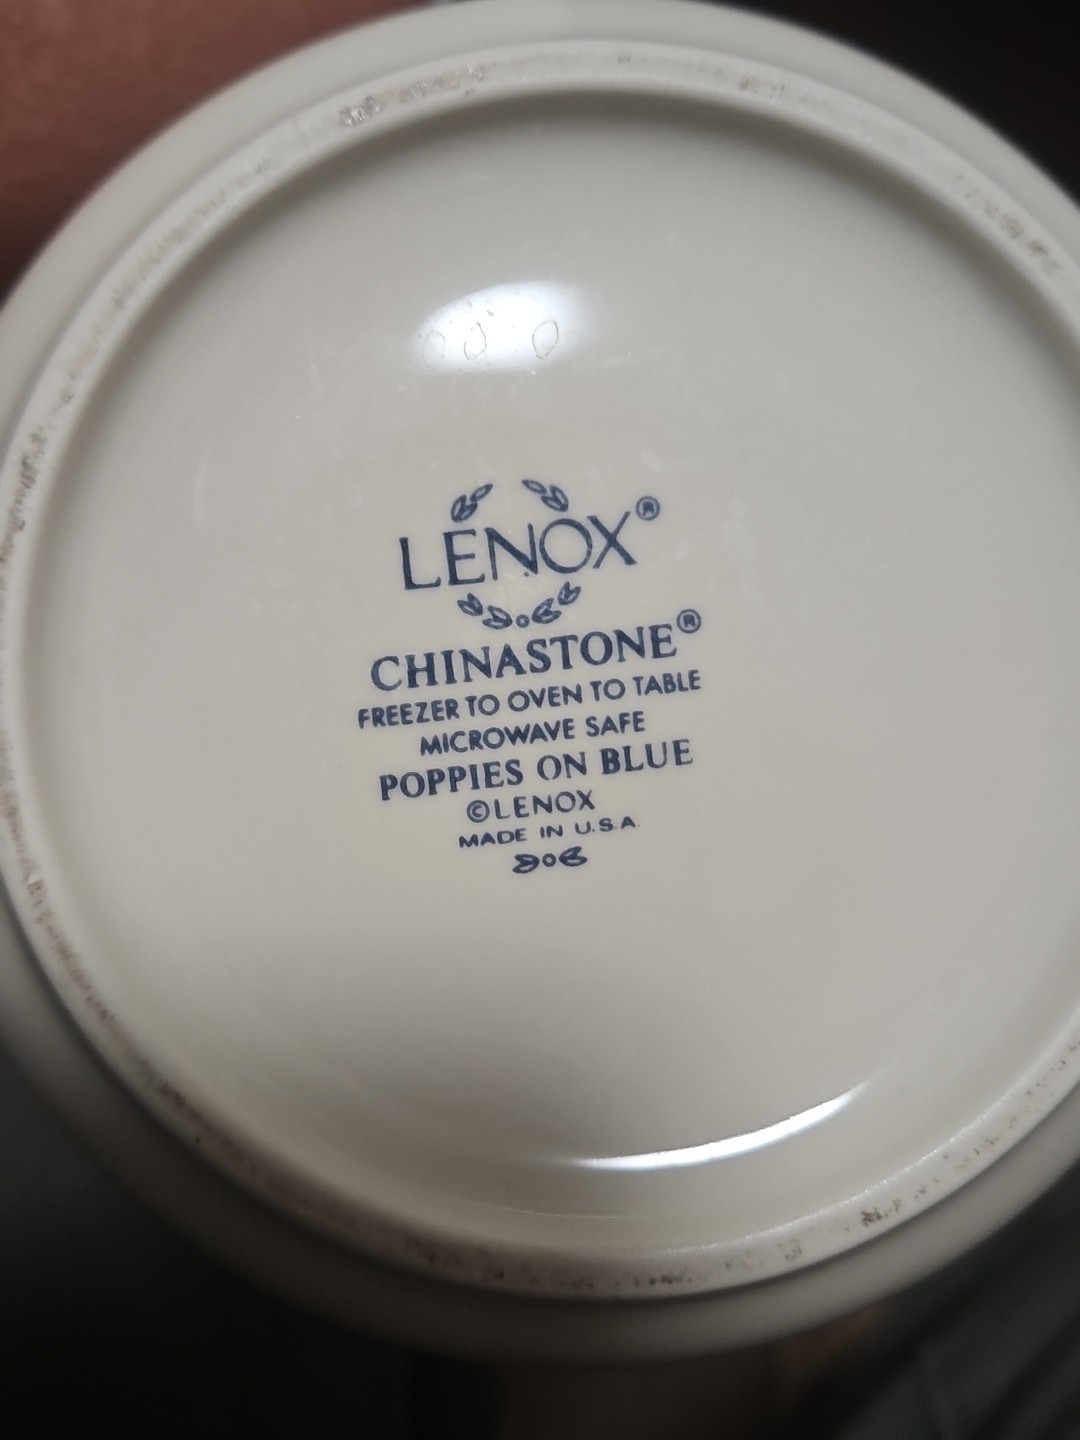 LENOX®
CHINASTONE®
FREEZER TO OVEN TO TABLE
MICROWAVE SAFE
POPPIES ON BLUE
©LENOX
MADE IN U.S.A.